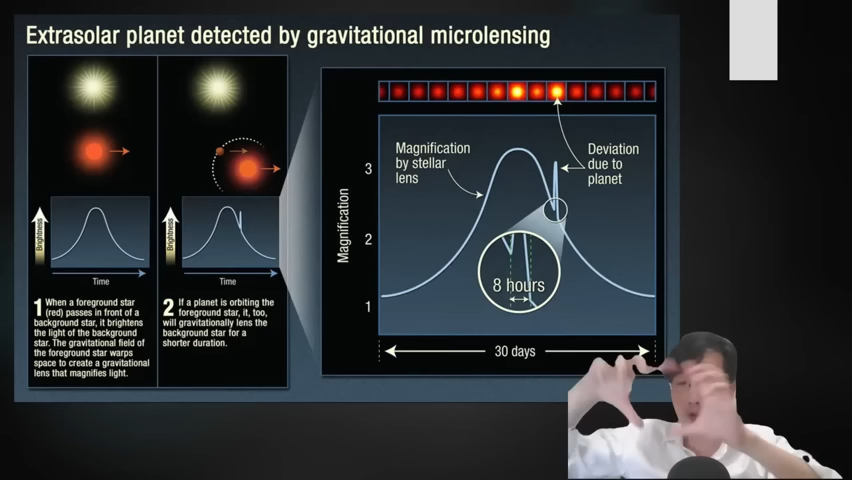 Extrasolar planet detected by gravitational microlensing
Brightness
Time
1 When a foreground star
(red) passes in front of a
background star, it brightens
the light of the background
star. The gravitational field of
the foreground star warps
space to create a gravitational
lens that magnifies light.
Brightness
Time
2 If a planet is orbiting the
foreground star, it, too,
will gravitationally lens the
background star for a
shorter duration.
Magnification
3
2
1
Magnification
by stellar
lens
Deviation
due to
planet
8 hours
30 days